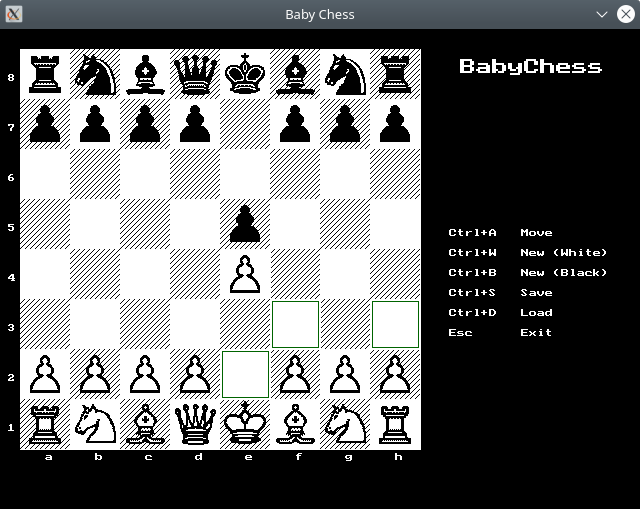 Baby Chess
BabyChess
8
7
6
5
4
3
2
1
a b c d e f g h
Ctrl+A Move
Ctrl+W New (White)
Ctrl+B New (Black)
Ctrl+S Save
Ctrl+D Load
Esc Exit